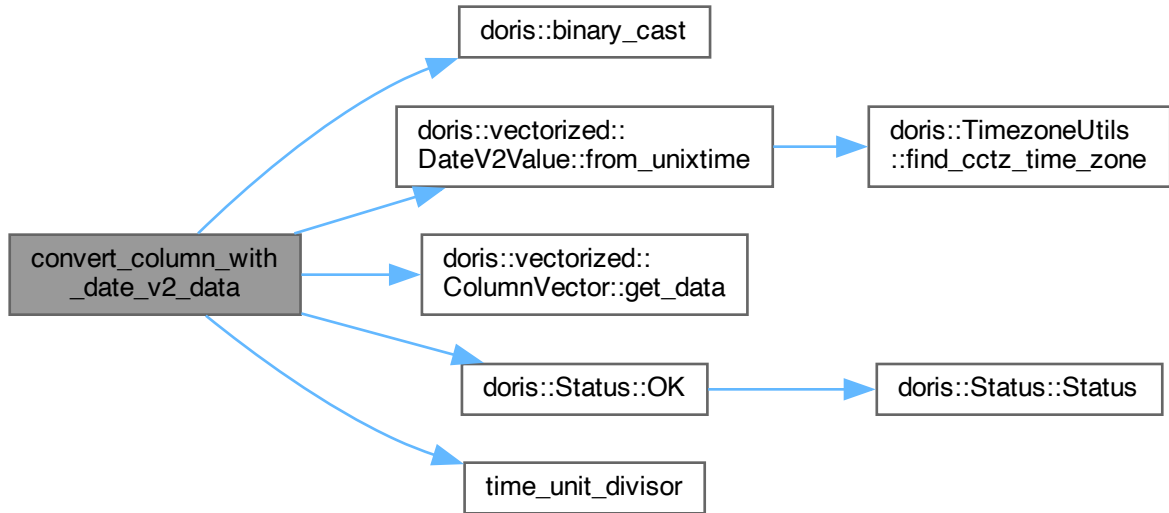 doris::binary_cast
doris::vectorized::
DateV2Value::from_unixtime
doris::TimezoneUtils
::find_cctz_time_zone
convert_column_with
_date_v2_data
doris::vectorized::
ColumnVector::get_data
doris::Status::OK
doris::Status::Status
time_unit_divisor